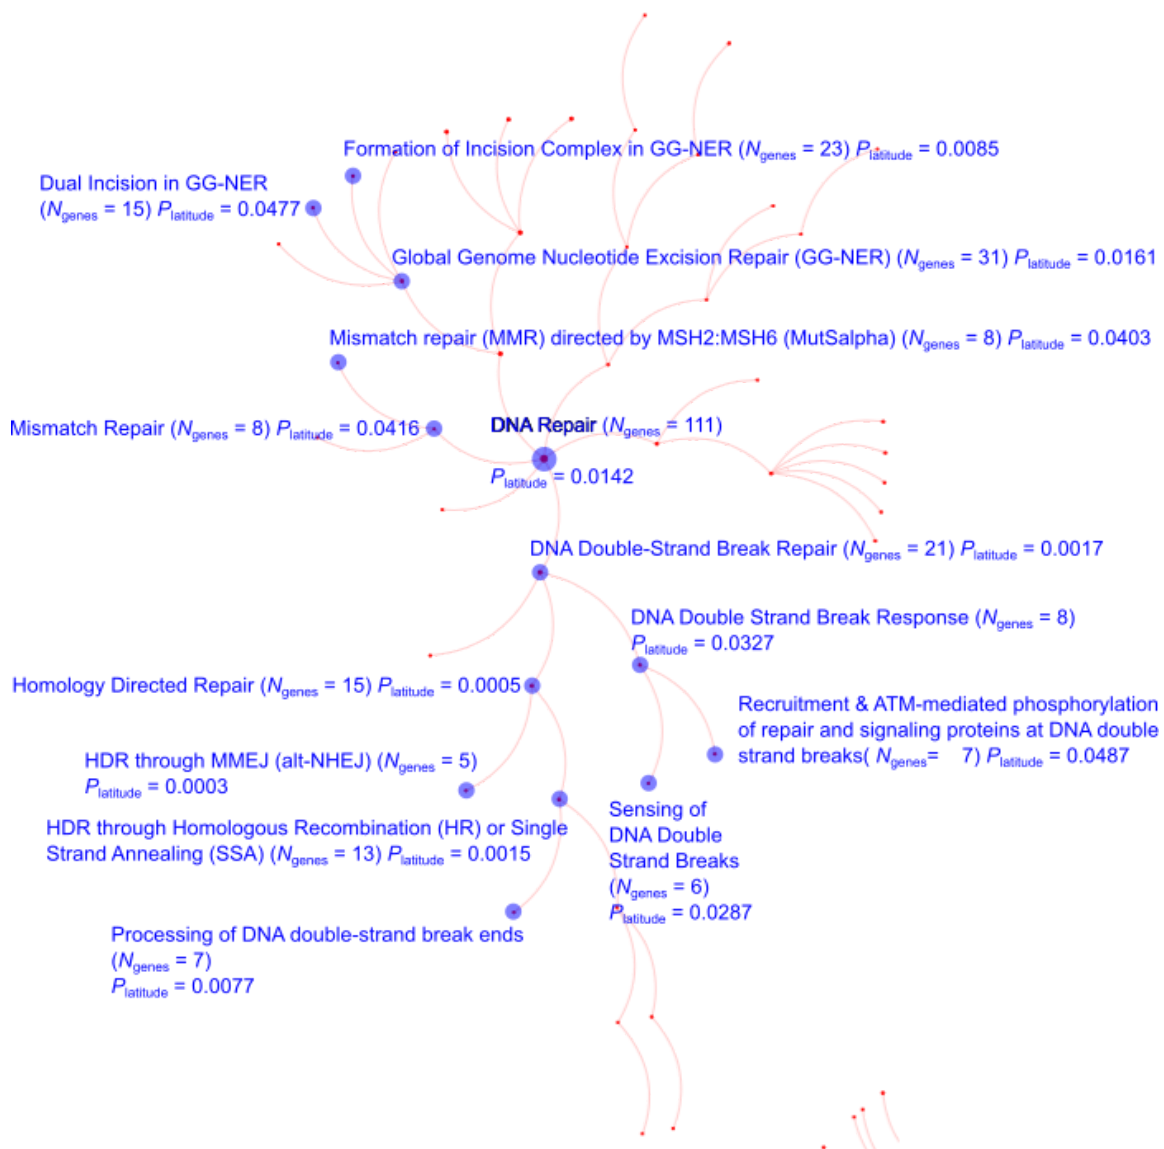 Formation of Incision Complex in GG-NER (Ngenes = 23) Platitude = 0.0085
Dual Incision in GG-NER
(Ngenes = 15) Platitude = 0.0477
Global Genome Nucleotide Excision Repair (GG-NER) (Ngenes = 31) Platitude = 0.0161
Mismatch repair (MMR) directed by MSH2:MSH6 (MutSalpha) (Ngenes = 8) Platitude = 0.0403
Mismatch Repair (Ngenes = 8) Platitude = 0.0416
DNA Repair (Ngenes = 111)
Platitude = 0.0142
DNA Double-Strand Break Repair (Ngenes = 21) Platitude = 0.0017
DNA Double Strand Break Response (Ngenes = 8)
Platitude = 0.0327
Homology Directed Repair (Ngenes = 15) Platitude = 0.0005
Recruitment & ATM-mediated phosphorylation
of repair and signaling proteins at DNA double
strand breaks( Ngenes= 7) Platitude = 0.0487
HDR through MMEJ (alt-NHEJ) (Ngenes = 5)
Platitude = 0.0003
HDR through Homologous Recombination (HR) or Single
Strand Annealing (SSA) (Ngenes = 13) Platitude = 0.0015
Sensing of
DNA Double
Strand Breaks
(Ngenes = 6)
Platitude = 0.0287
Processing of DNA double-strand break ends
(Ngenes = 7)
Platitude = 0.0077